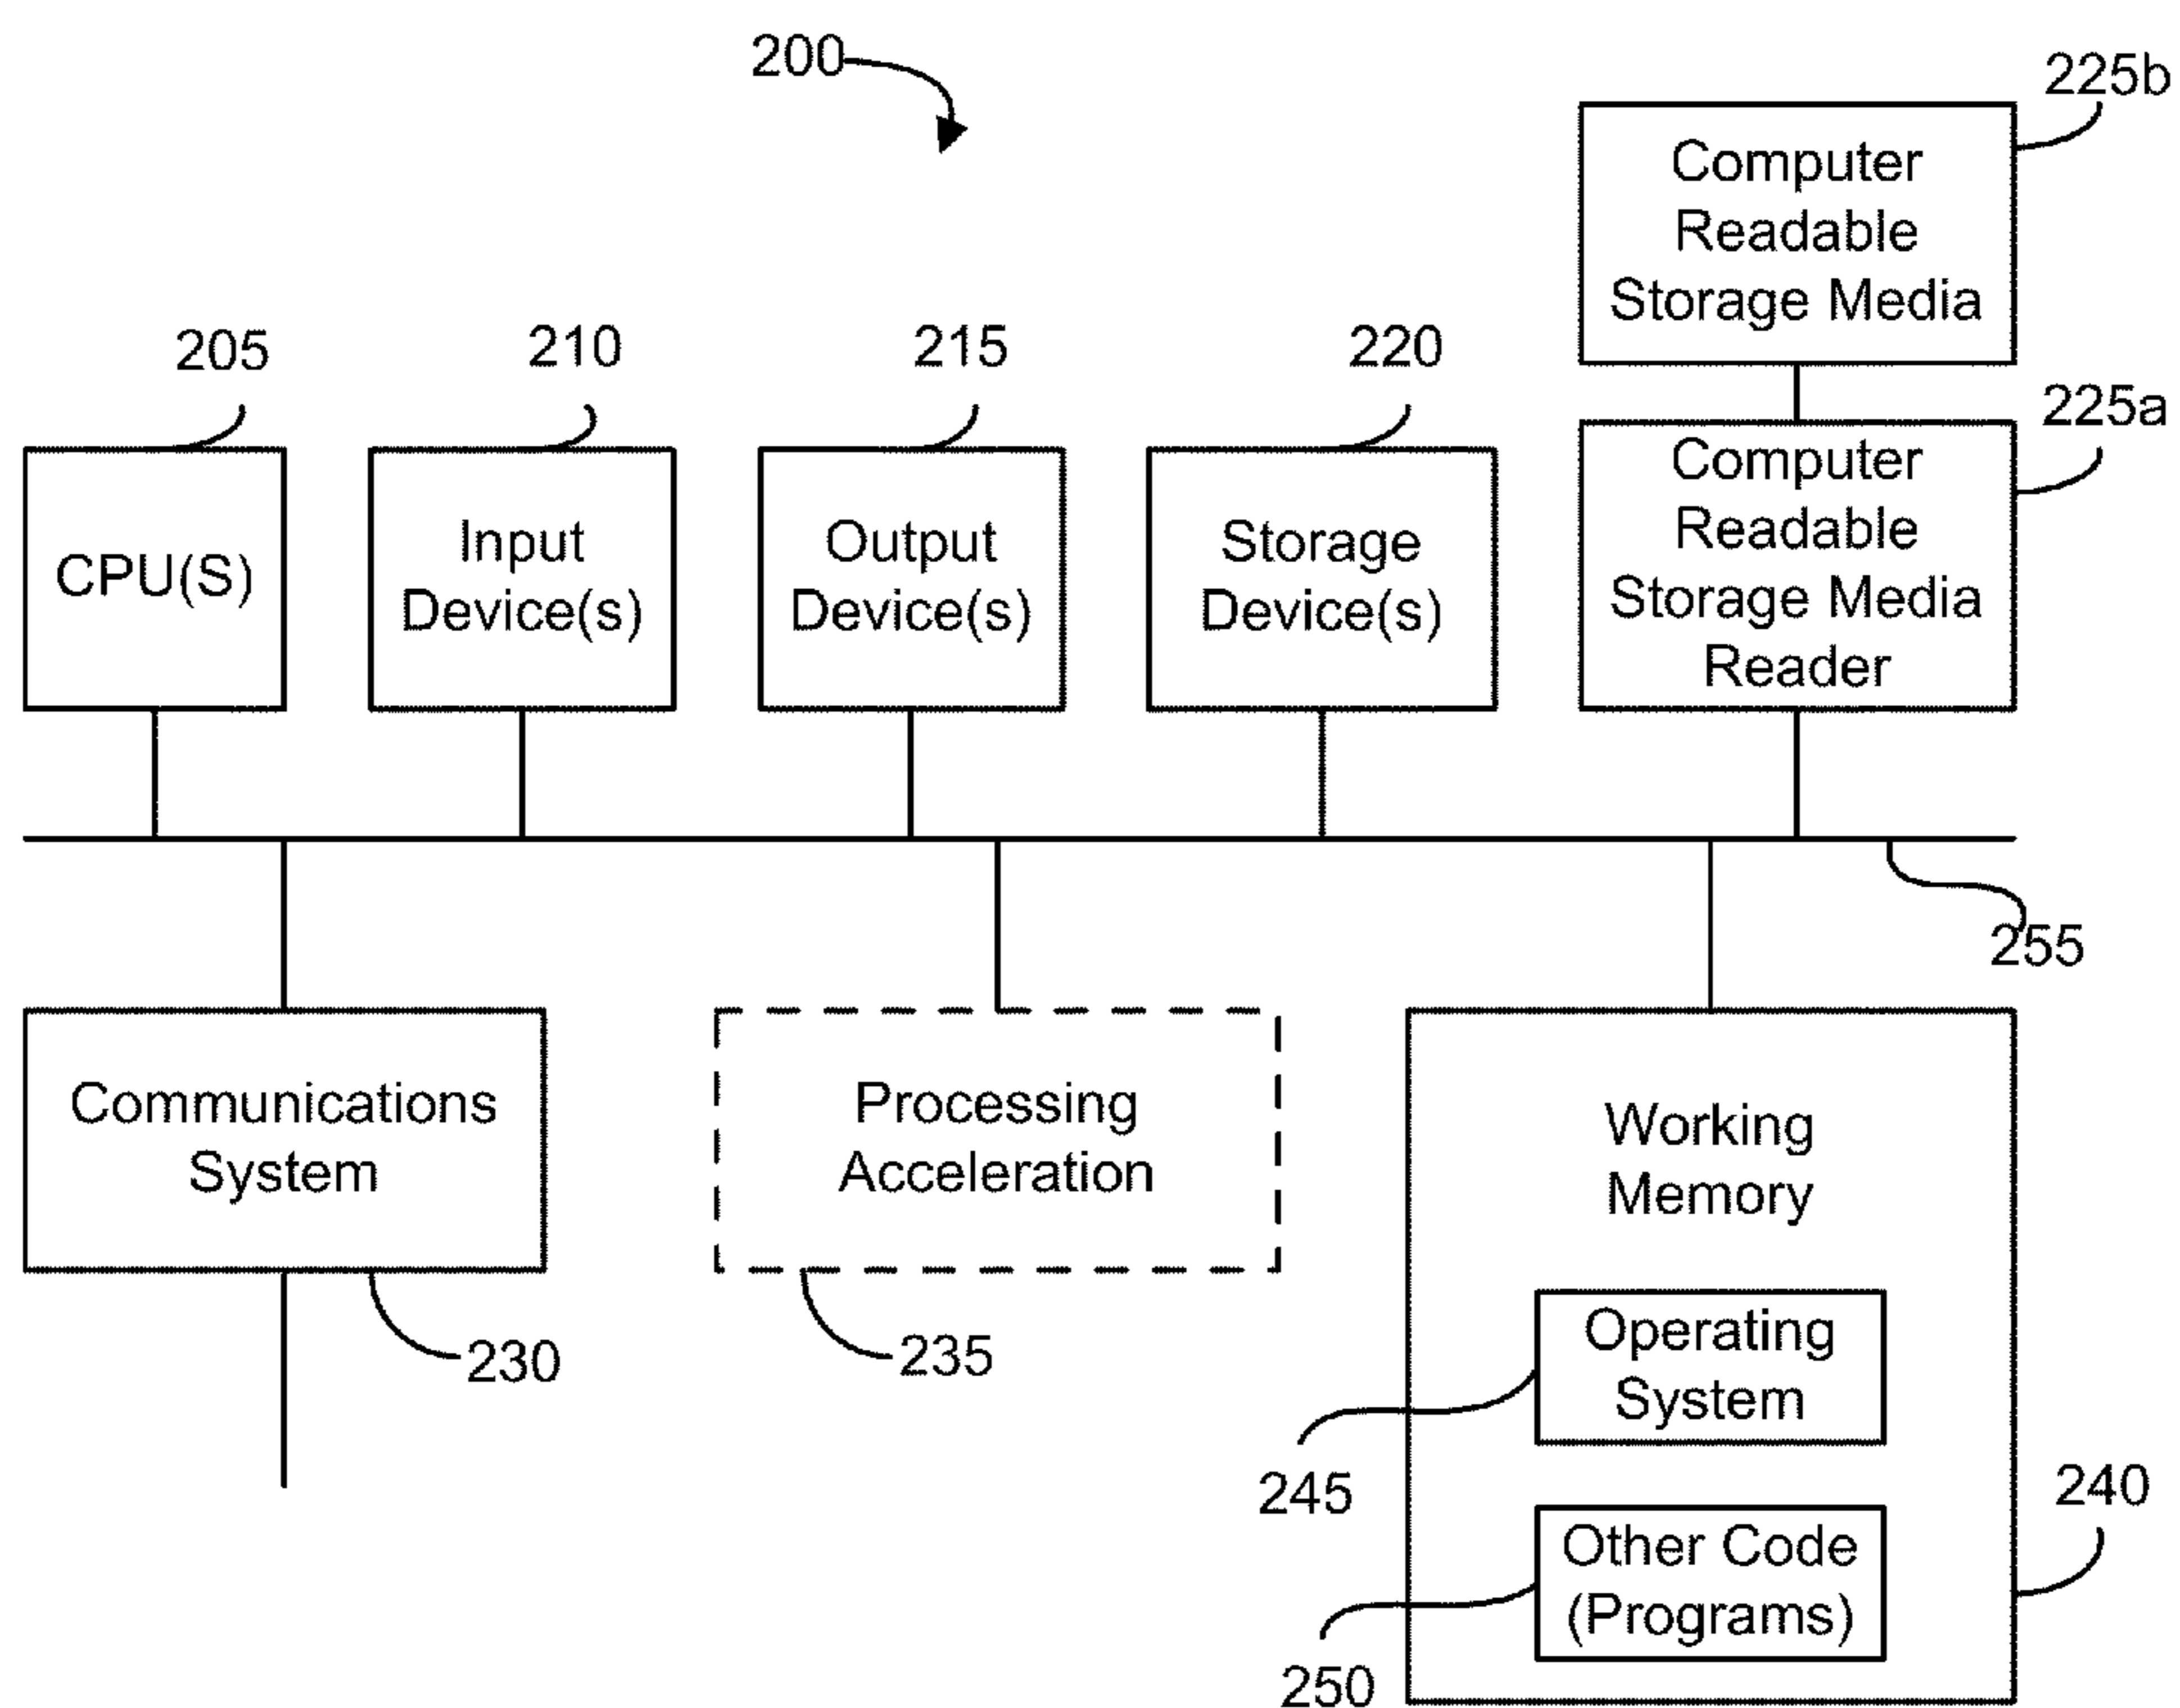 200
225b
Computer
Readable
Storage Media
205
210
215
220
225a
CPU(S)
Input
Device(s)
Output
Device(s)
Storage
Device(s)
Computer
Readable
Storage Media
Reader
255
Communications
System
230
Processing
Acceleration
235
Working
Memory
Operating
System
245
240
Other Code
(Programs)
250